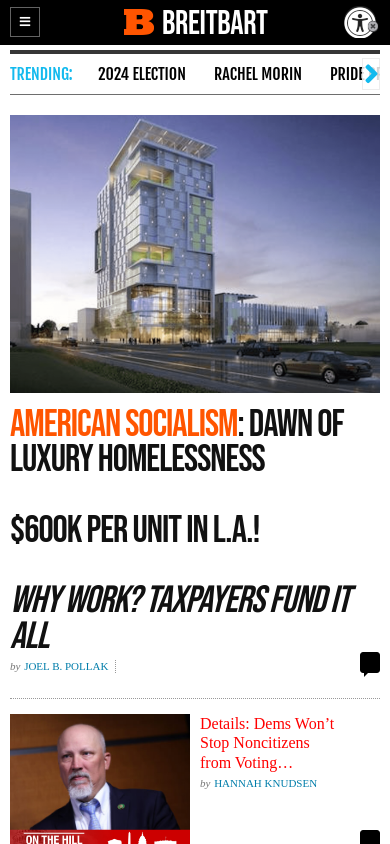 BREITBART
TRENDING: 2024 ELECTION RACHEL MORIN PRIDE
AMERICAN SOCIALISM: DAWN OF
LUXURY HOMELESSNESS
$600K PER UNIT IN L.A.!
WHY WORK? TAXPAYERS FUND IT
ALL
by JOEL B. POLLAK
Details: Dems Won’t
Stop Noncitizens
from Voting…
by HANNAH KNUDSEN
ON THE HILL